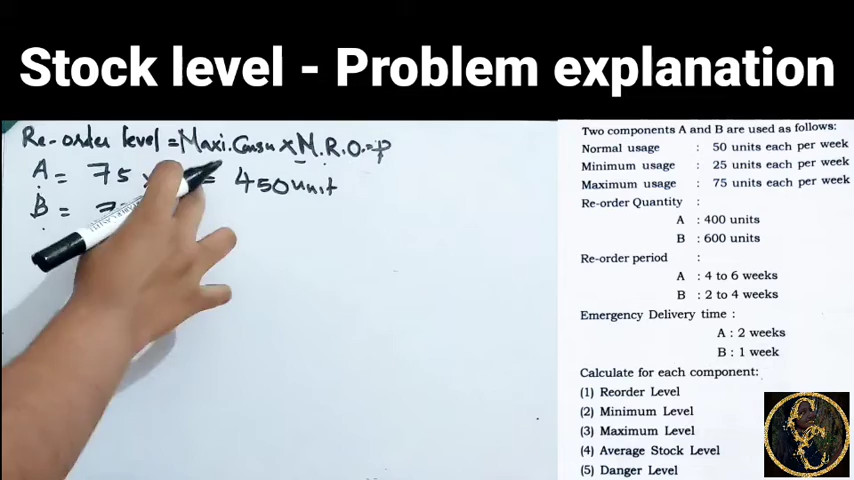 Stock level - Problem explanation
Re-order level = Maxi.Consu x M.R.O.P
A = 75 = 450 unit
B = 7
Two components A and B are used as follows:
Normal usage : 50 units each per week
Minimum usage : 25 units each per week
Maximum usage : 75 units each per week
Re-order Quantity :
A : 400 units
B : 600 units
Re-order period :
A : 4 to 6 weeks
B : 2 to 4 weeks
Emergency Delivery time :
A : 2 weeks
B : 1 week
Calculate for each component:
(1) Reorder Level
(2) Minimum Level
(3) Maximum Level
(4) Average Stock Level
(5) Danger Level